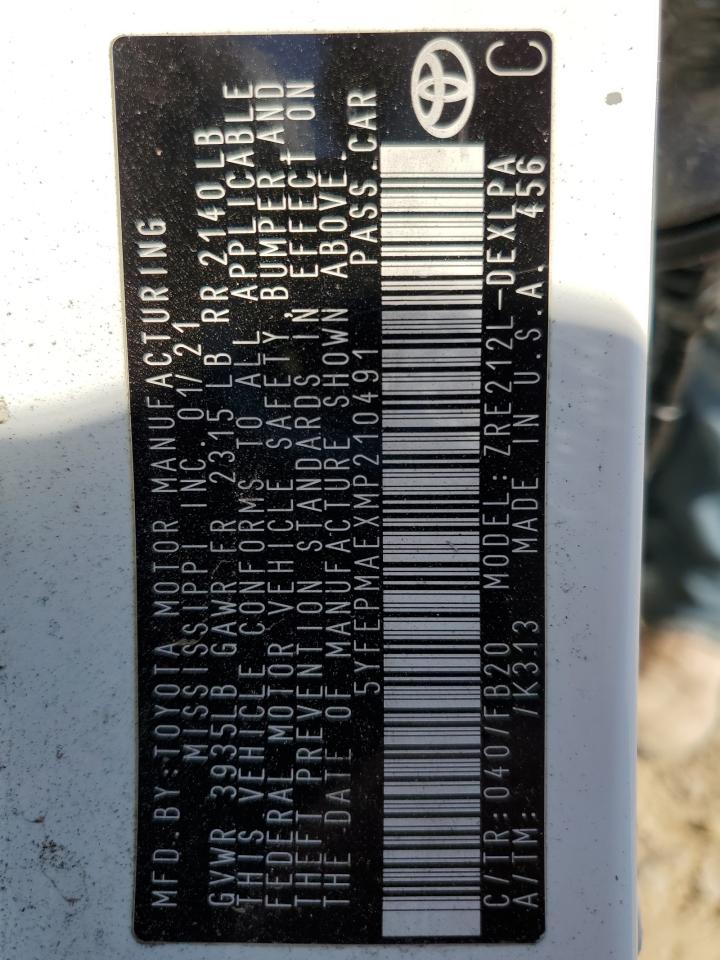 MFD.BY:TOYOTA MOTOR MANUFACTURING
MISSISSIPPI INC. 01/21
GVWR 3935LB GAWR FR 2315 LB RR 2140LB
THIS VEHICLE CONFORMS TO ALL APPLICABLE
FEDERAL MOTOR VEHICLE SAFETY,BUMPER,AND
THEFT PREVENTION STANDARDS IN EFFECT ON
THE DATE OF MANUFACTURE SHOWN ABOVE.
5YFEPMAEXMP210491 PASS.CAR
C/TR:040/FB20 MODEL:ZRE212L-DEXLPA
A/TM: /K313 MADE IN U.S.A. 456
C